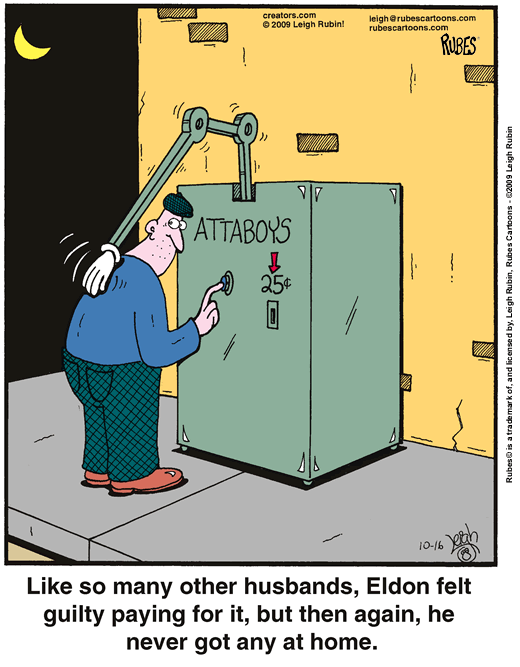 creators.com
© 2009 Leigh Rubin!
leigh@rubescartoons.com
rubescartoons.com
RUBES
ATTABOYS
25¢
10-16
Leigh
Rubes© is a trademark of, and licensed by, Leigh Rubin, Rubes Cartoons - ©2009 Leigh Rubin
Like so many other husbands, Eldon felt
guilty paying for it, but then again, he
never got any at home.